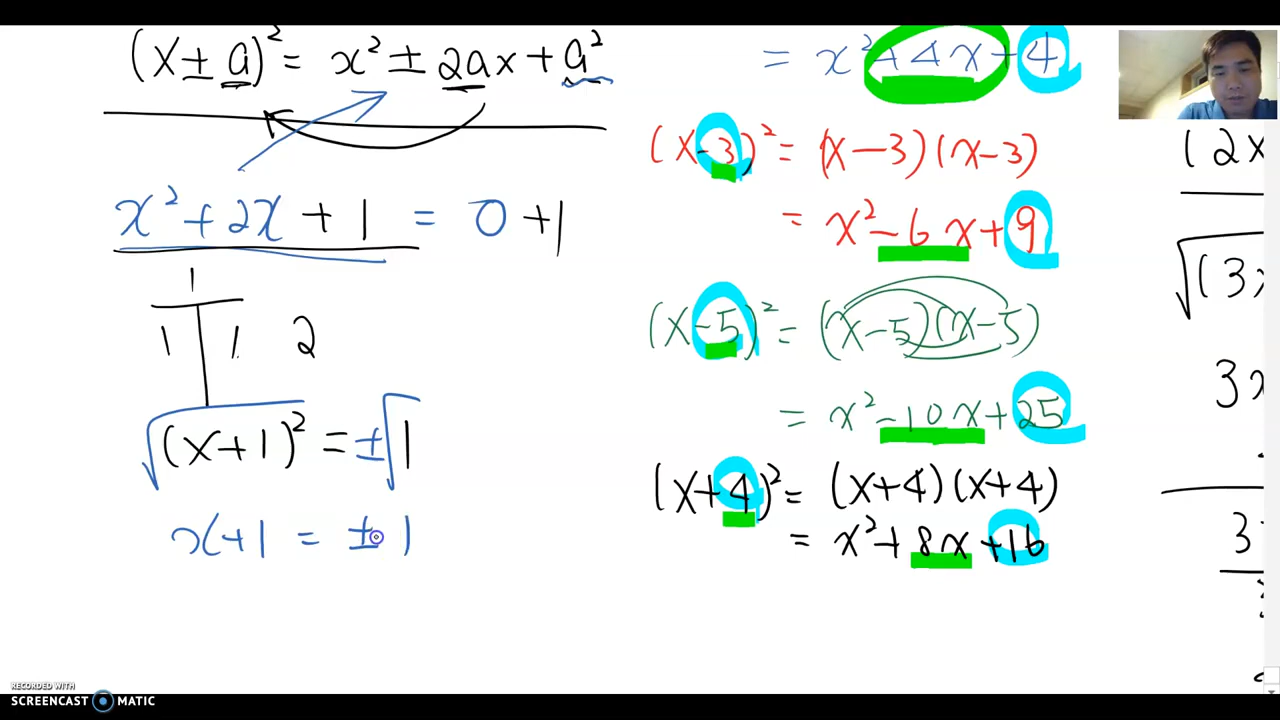 (x ± a)² = x² ± 2ax + a²
x² + 2x + 1 = 0 + 1
1
1 1 2
√(x+1)² = ±√1
x+1 = ± 1
= x² + 4x + 4
(x-3)² = (x-3)(x-3)
= x² - 6x + 9
(x-5)² = (x-5)(x-5)
= x² - 10x + 25
(x+4)² = (x+4)(x+4)
= x² + 8x + 16
(2x
√(3x
3x
3
RECORDED WITH
SCREENCAST MATIC